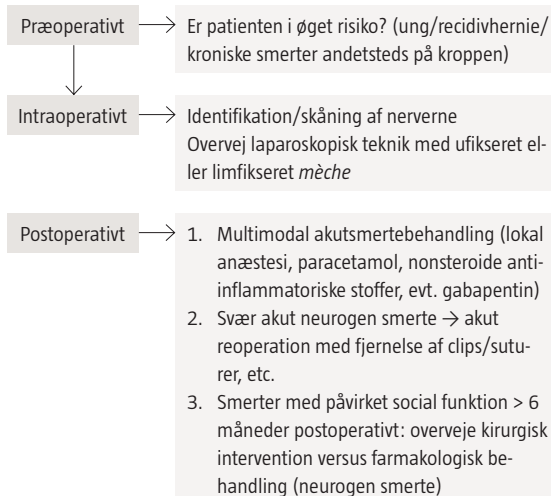 Præoperativt
Er patienten i øget risiko? (ung/recidivhernie/
kroniske smerter andetsteds på kroppen)
Intraoperativt
Identifikation/skåning af nerverne
Overvej laparoskopisk teknik med ufikseret el-
ler limfikseret mèche
Postoperativt
1. Multimodal akutsmertebehandling (lokal
anæstesi, paracetamol, nonsteroide anti-
inflammatoriske stoffer, evt. gabapentin)
2. Svær akut neurogen smerte → akut
reoperation med fjernelse af clips/sutu-
rer, etc.
3. Smerter med påvirket social funktion > 6
måneder postoperativt: overveje kirurgisk
intervention versus farmakologisk be-
handling (neurogen smerte)